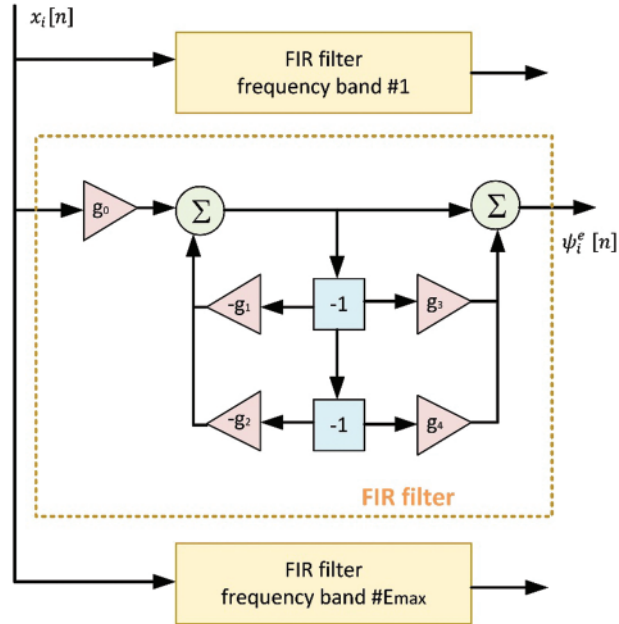 xᵢ[n]
FIR filter
frequency band #1
g₀
Σ
Σ
ψᵢᵉ [n]
-g₁
-1
g₃
-g₂
-1
g₄
FIR filter
FIR filter
frequency band #Emax